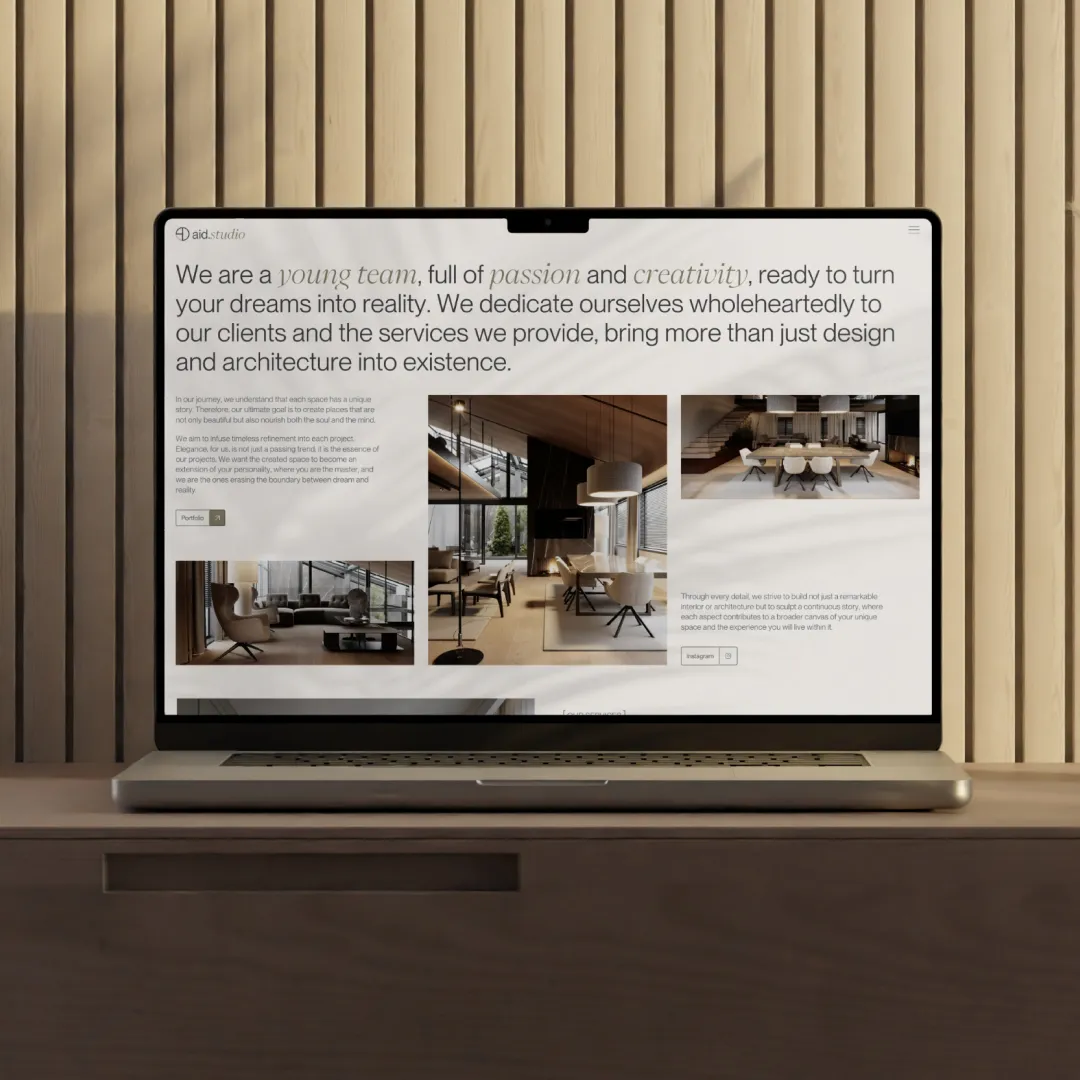 aid.studio
We are a young team, full of passion and creativity, ready to turn
your dreams into reality. We dedicate ourselves wholeheartedly to
our clients and the services we provide, bring more than just design
and architecture into existence.
In our journey, we understand that each space has a unique
story. Therefore, our ultimate goal is to create places that are
not only beautiful but also nourish both the soul and the mind.
We aim to infuse timeless refinement into each project.
Elegance, for us, is not just a passing trend, it is the essence of
our projects. We want the created space to become an
extension of your personality, where you are the master, and
we are the ones erasing the boundary between dream and
reality.
Portfolio
Through every detail, we strive to build not just a remarkable
interior or architecture but to sculpt a continuous story, where
each aspect contributes to a broader canvas of your unique
space and the experience you will live within it.
Instagram
[ OUR SERVICES ]